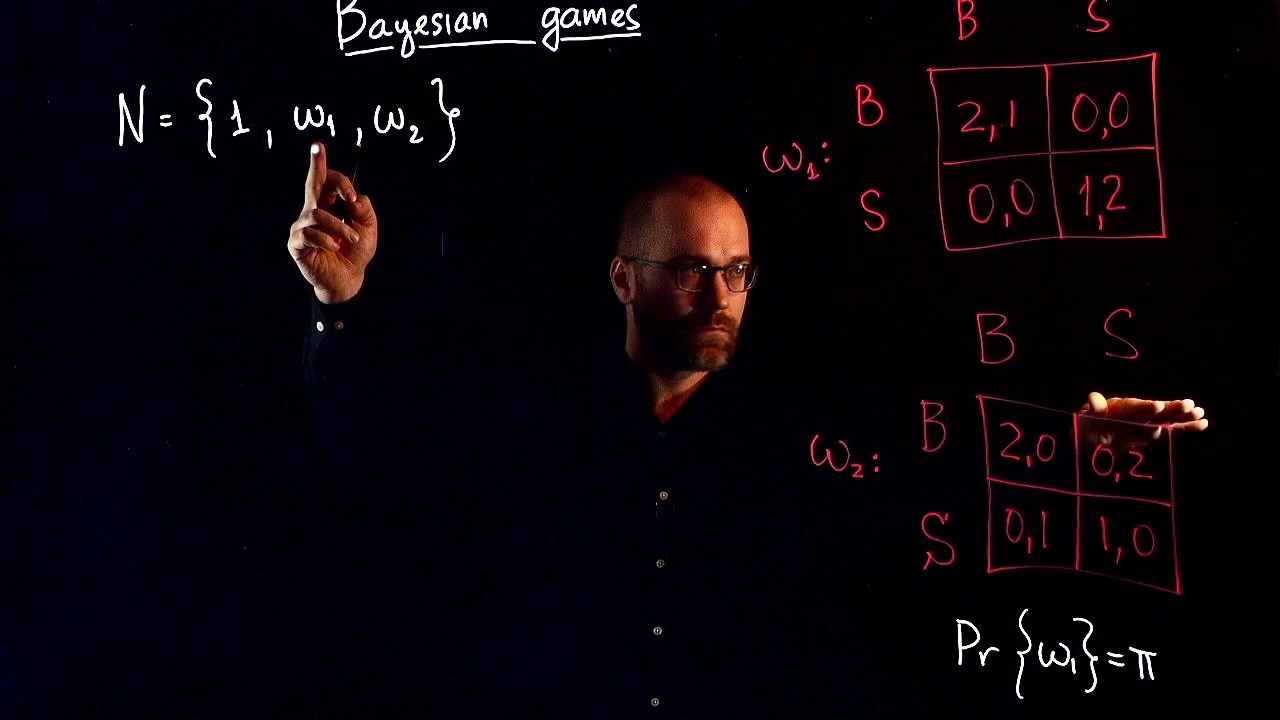 Bayesian games
N = {1, ω₁, ω₂}
B S
B 2,1 0,0
ω₁:
S 0,0 1,2
B S
B 2,0 0,2
ω₂:
S 0,1 1,0
Pr {ω₁} = π